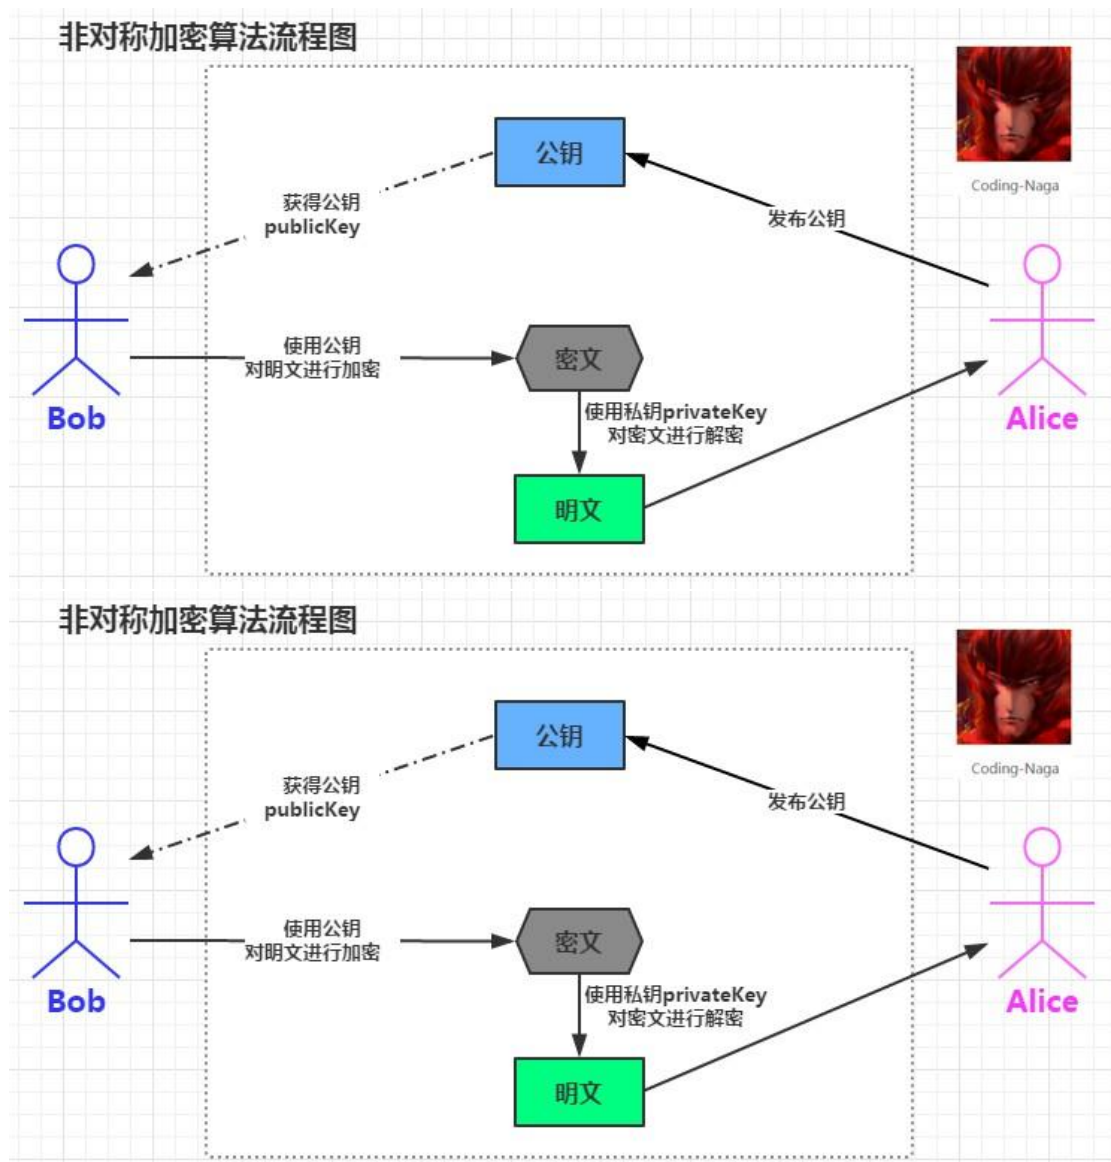 非对称加密算法流程图
Coding-Naga
公钥
获得公钥
publicKey
发布公钥
使用公钥
对明文进行加密
密文
使用私钥privateKey
对密文进行解密
明文
Bob
Alice
非对称加密算法流程图
Coding-Naga
公钥
获得公钥
publicKey
发布公钥
使用公钥
对明文进行加密
密文
使用私钥privateKey
对密文进行解密
明文
Bob
Alice